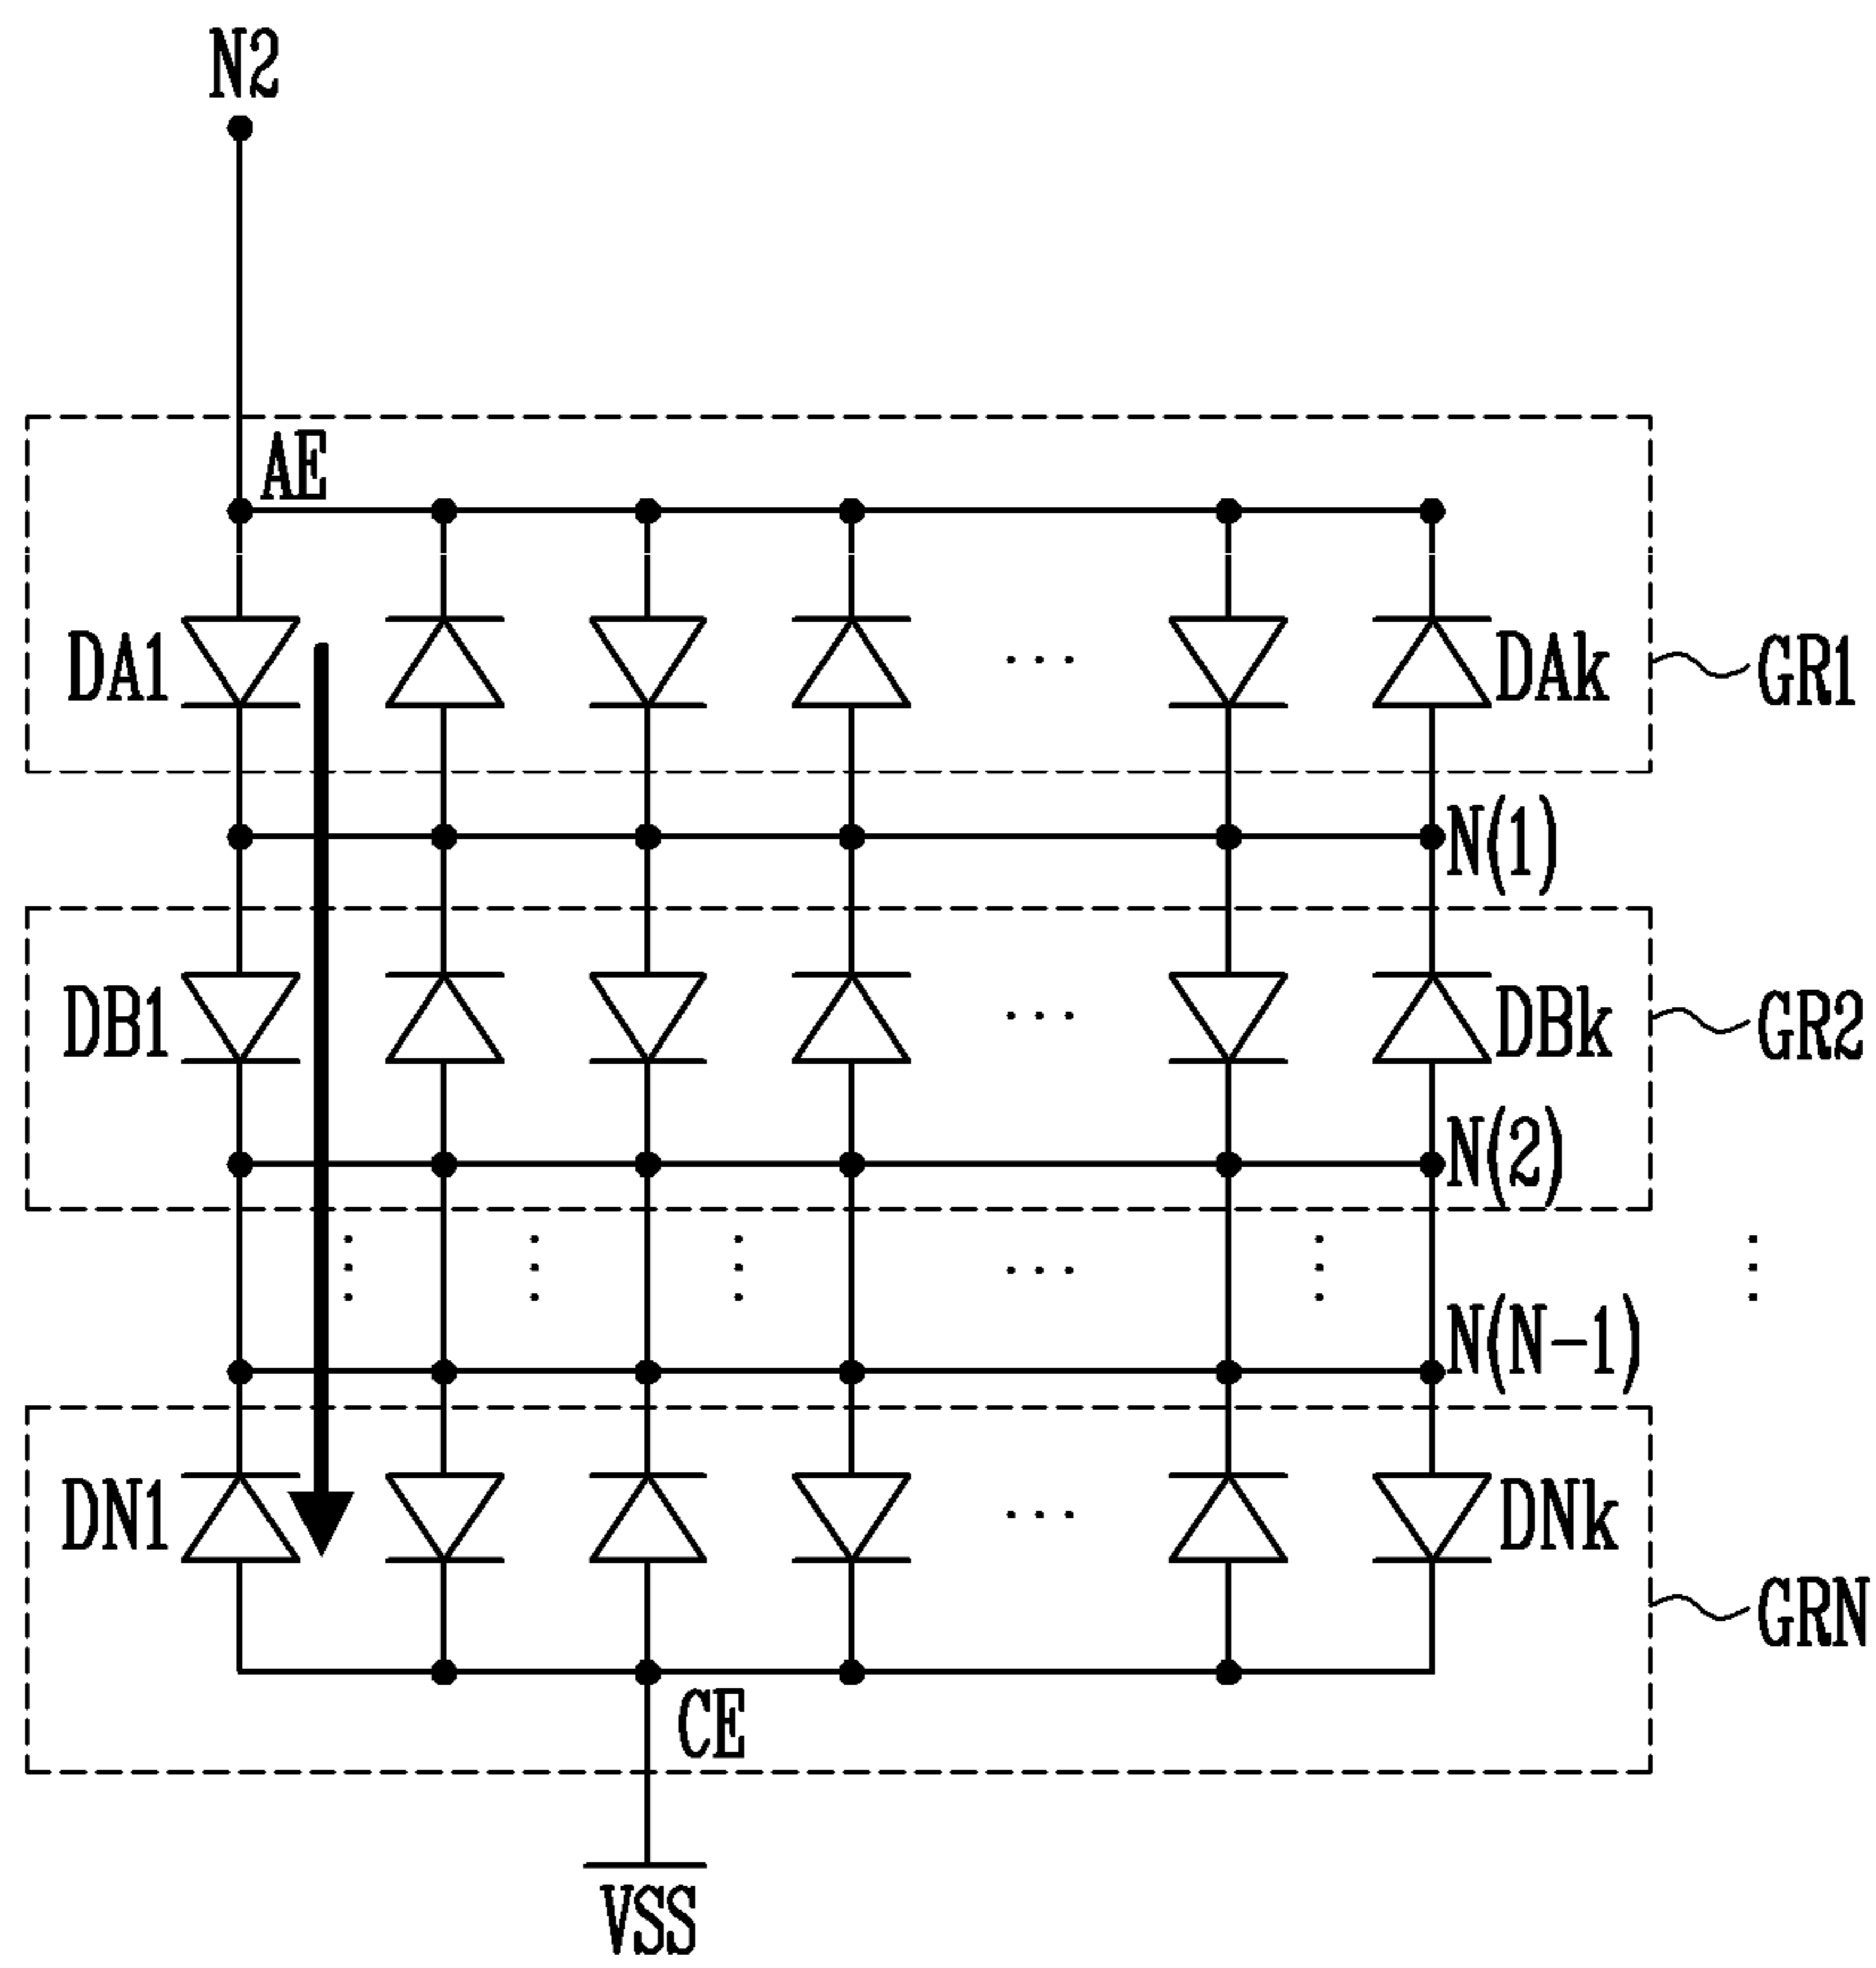 N2
AE
DA1
DAk
GR1
N(1)
DB1
DBk
GR2
N(2)
N(N-1)
DN1
DNk
GRN
CE
VSS